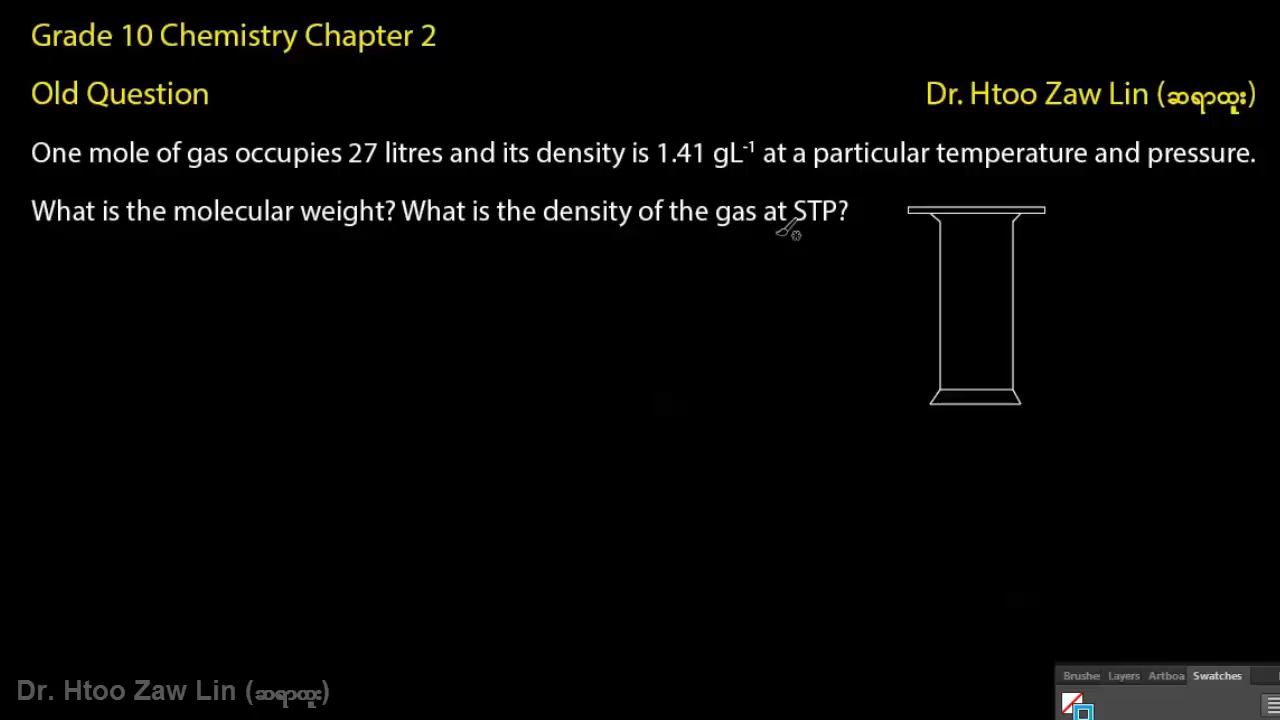 Grade 10 Chemistry Chapter 2
Old Question
Dr. Htoo Zaw Lin (ဆရာထူး)
One mole of gas occupies 27 litres and its density is 1.41 gL⁻¹ at a particular temperature and pressure.
What is the molecular weight? What is the density of the gas at STP?
Dr. Htoo Zaw Lin (ဆရာထူး)
Brushe Layers Artboa Swatches